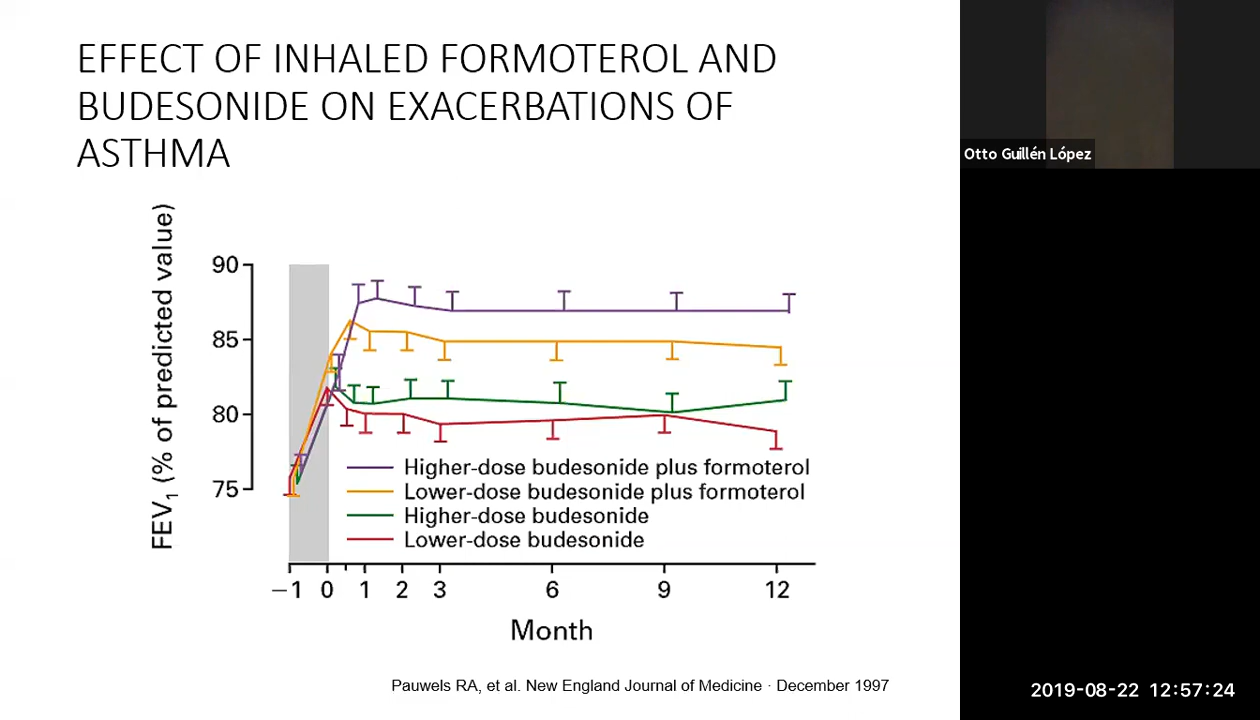 EFFECT OF INHALED FORMOTEROL AND
BUDESONIDE ON EXACERBATIONS OF
ASTHMA
Otto Guillén López
FEV1 (% of predicted value)
90
85
80
75
Higher-dose budesonide plus formoterol
Lower-dose budesonide plus formoterol
Higher-dose budesonide
Lower-dose budesonide
−1 0 1 2 3 6 9 12
Month
Pauwels RA, et al. New England Journal of Medicine · December 1997
2019-08-22 12:57:24